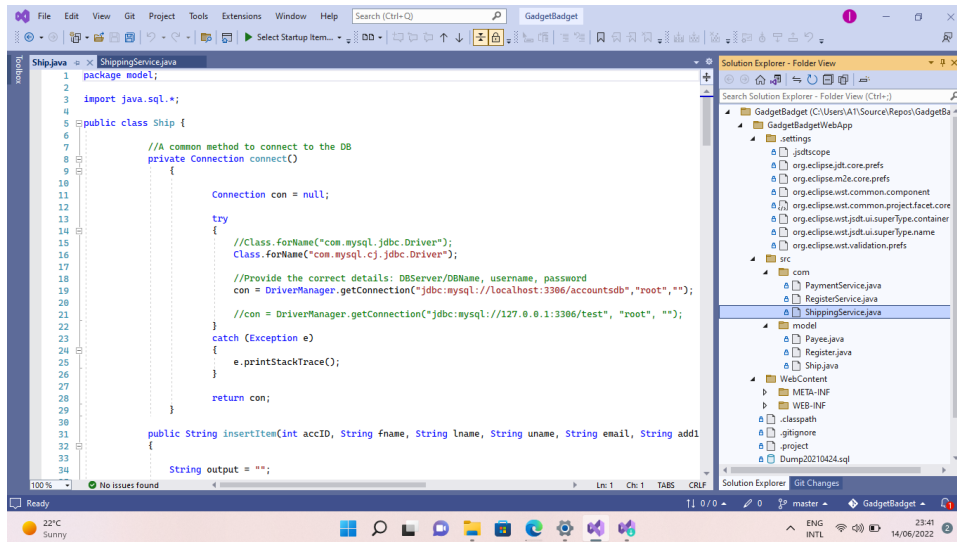 File Edit View Git Project Tools Extensions Window Help Search (Ctrl+Q) GadgetBadget I
Select Startup Item...
Toolbox
Ship.java ShippingService.java
1 package model;
2
3 import java.sql.*;
4
5 public class Ship {
6
7 //A common method to connect to the DB
8 private Connection connect()
9 {
10
11 Connection con = null;
12
13 try
14 {
15 //Class.forName("com.mysql.jdbc.Driver");
16 Class.forName("com.mysql.cj.jdbc.Driver");
17
18 //Provide the correct details: DBServer/DBName, username, password
19 con = DriverManager.getConnection("jdbc:mysql://localhost:3306/accountsdb","root","");
20
21 //con = DriverManager.getConnection("jdbc:mysql://127.0.0.1:3306/test", "root", "");
22 }
23 catch (Exception e)
24 {
25 e.printStackTrace();
26 }
27
28 return con;
29 }
30
31 public String insertItem(int accID, String fname, String lname, String uname, String email, String add1
32 {
33
34 String output = "";
100 % No issues found Ln: 1 Ch: 1 TABS CRLF
Solution Explorer - Folder View
Search Solution Explorer - Folder View (Ctrl+;)
GadgetBadget (C:\Users\A1\Source\Repos\GadgetBa
GadgetBadgetWebApp
.settings
.jsdtscope
org.eclipse.jdt.core.prefs
org.eclipse.m2e.core.prefs
org.eclipse.wst.common.component
org.eclipse.wst.common.project.facet.core
org.eclipse.wst.jsdt.ui.superType.container
org.eclipse.wst.jsdt.ui.superType.name
org.eclipse.wst.validation.prefs
src
com
PaymentService.java
RegisterService.java
ShippingService.java
model
Payee.java
Register.java
Ship.java
WebContent
META-INF
WEB-INF
.classpath
.gitignore
.project
Dump20210424.sql
Solution Explorer Git Changes
Ready 0 / 0 0 master GadgetBadget 1
22°C
Sunny
ENG
INTL
23:41
14/06/2022
2